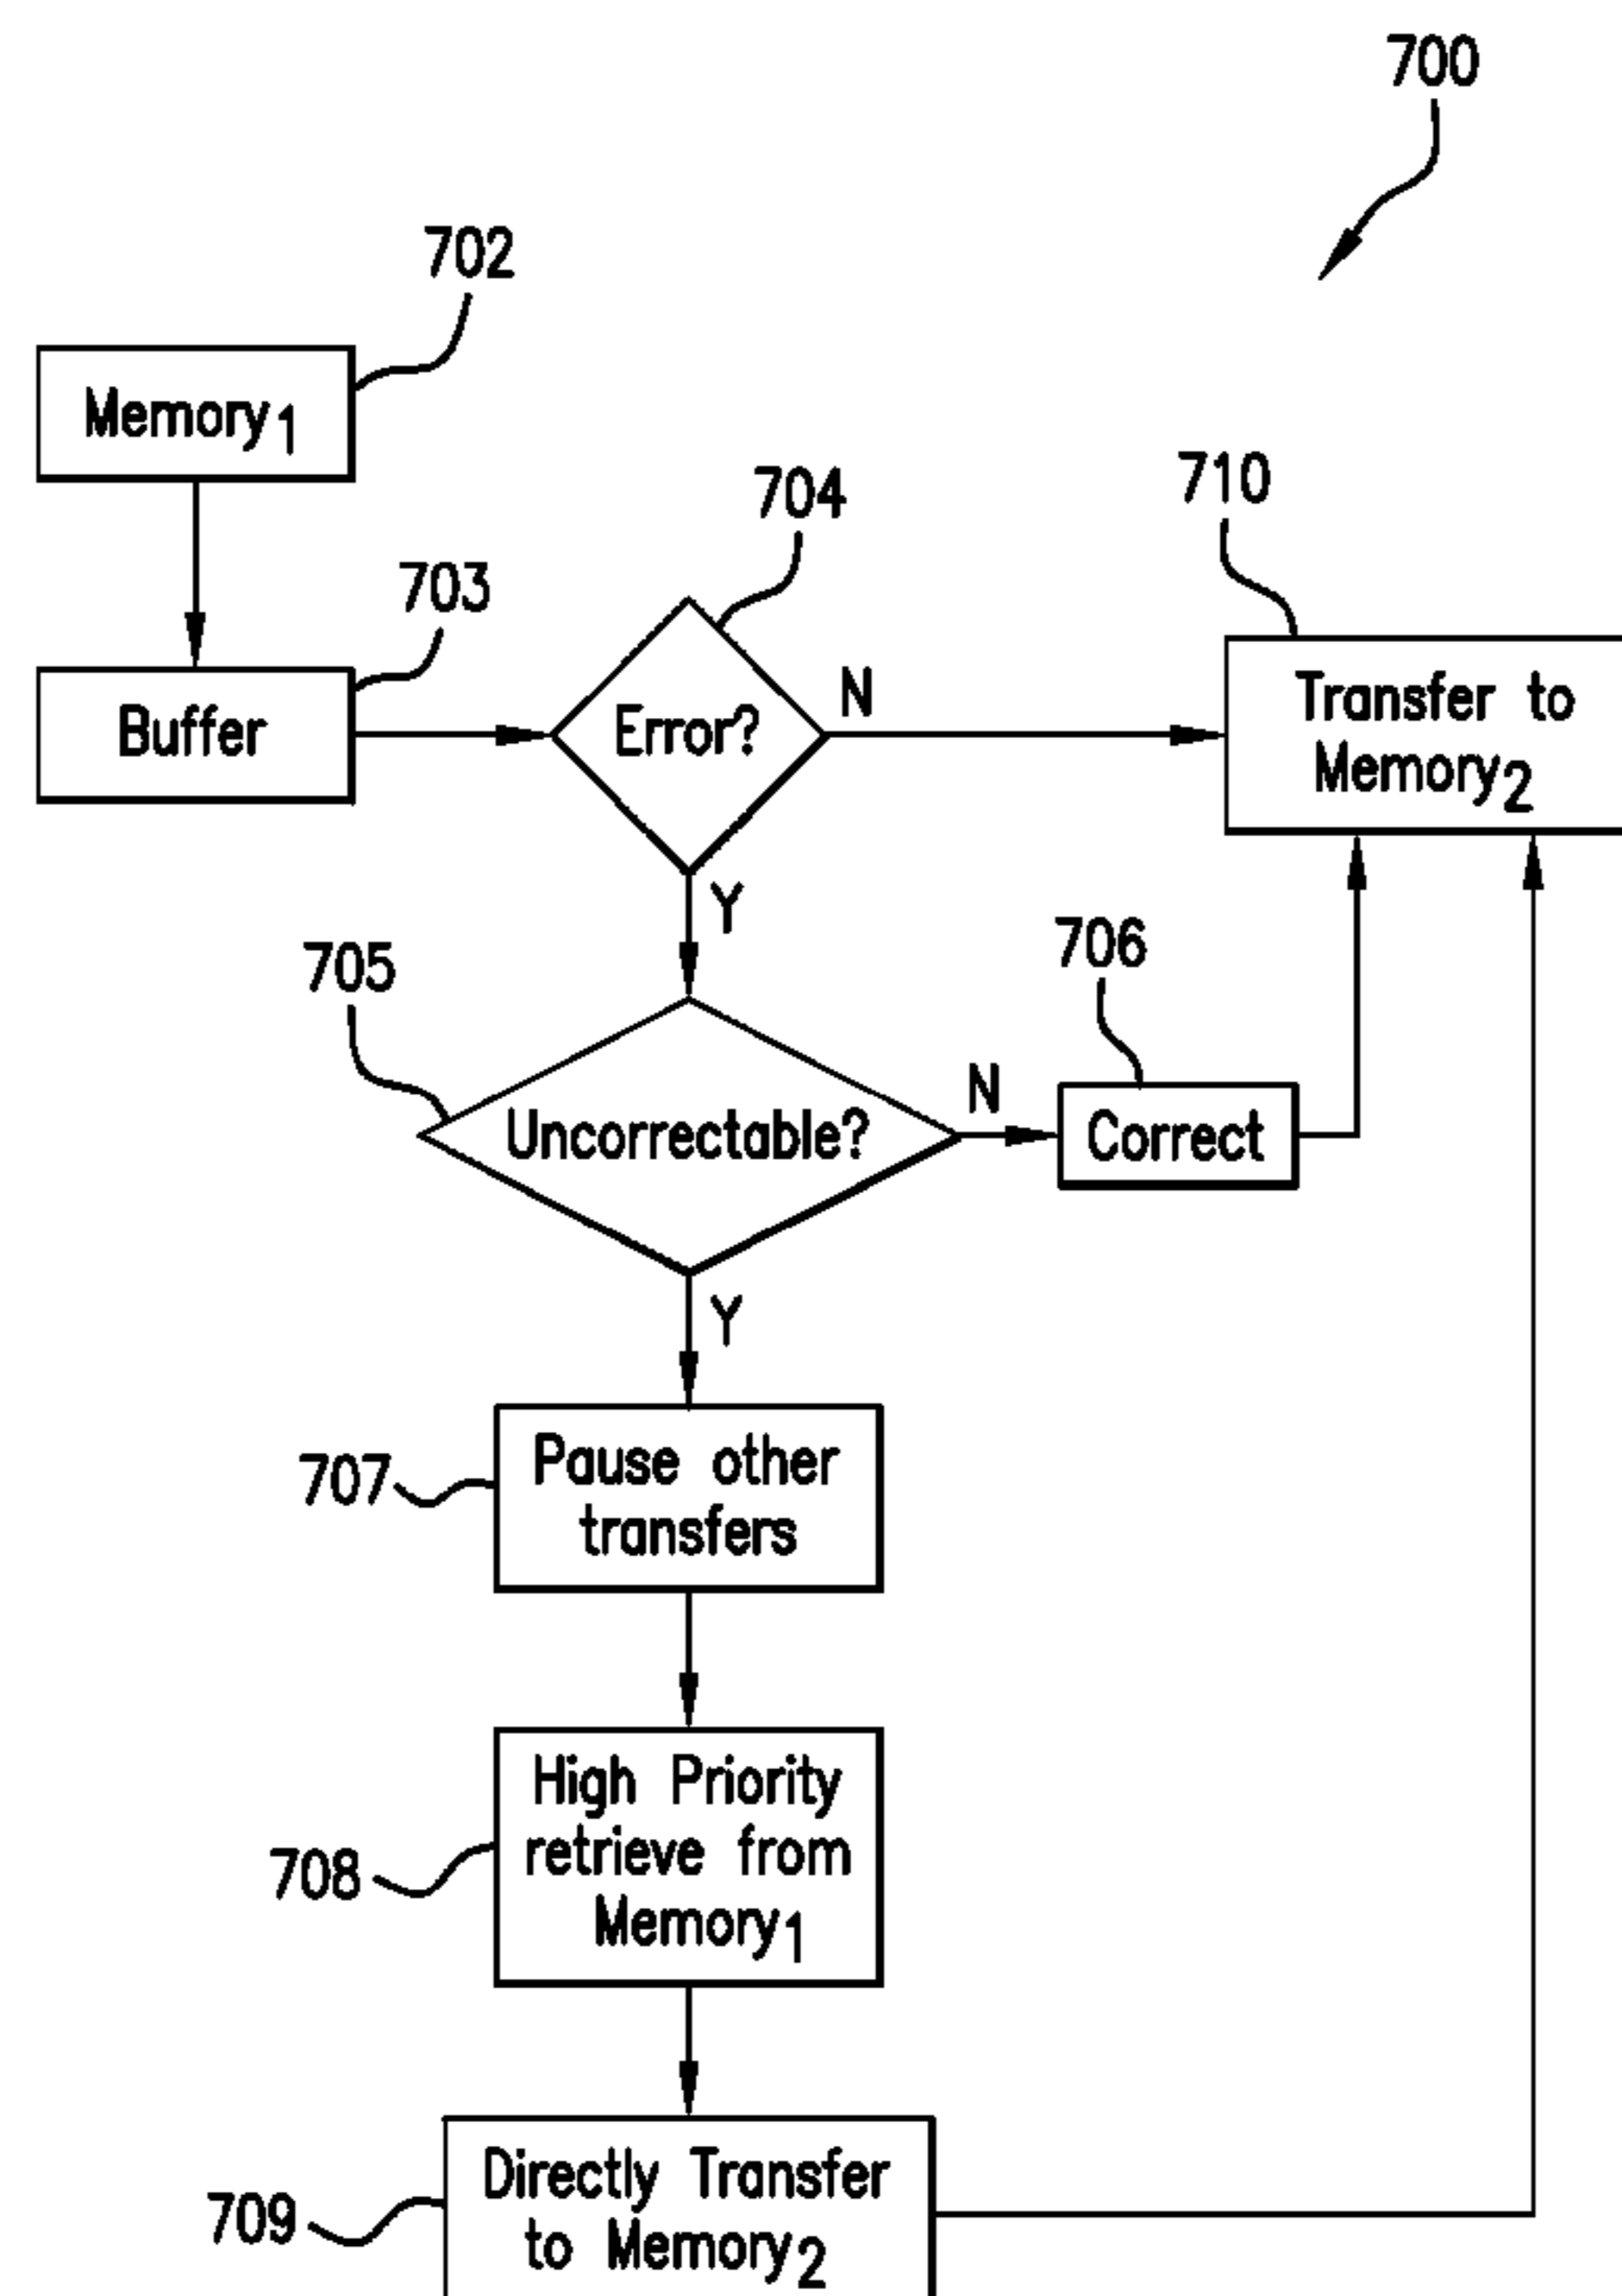 700
702
Memory1
703
Buffer
704
Error?
N
710
Transfer to
Memory2
Y
705
Uncorrectable?
N
706
Correct
Y
707
Pause other
transfers
708
High Priority
retrieve from
Memory1
709
Directly Transfer
to Memory2